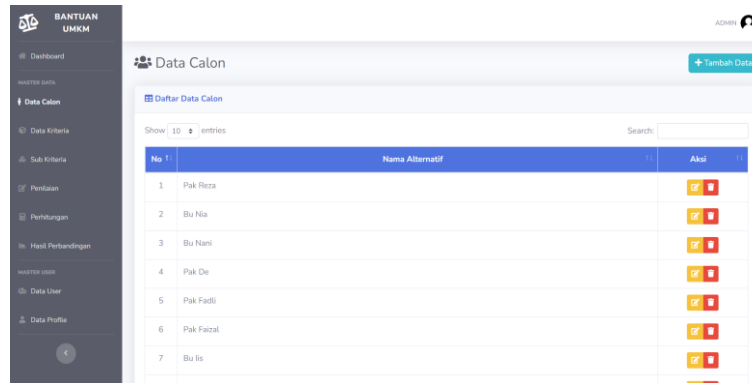 BANTUAN
UMKM
ADMIN
Dashboard
MASTER DATA
Data Calon
Data Kriteria
Sub Kriteria
Penilaian
Perhitungan
Hasil Perbandingan
MASTER USER
Data User
Data Profile
Data Calon
+ Tambah Data
Daftar Data Calon
Show 10 entries
Search:
No Nama Alternatif Aksi
1 Pak Reza
2 Bu Nia
3 Bu Nani
4 Pak De
5 Pak Fadli
6 Pak Faizal
7 Bu Iis